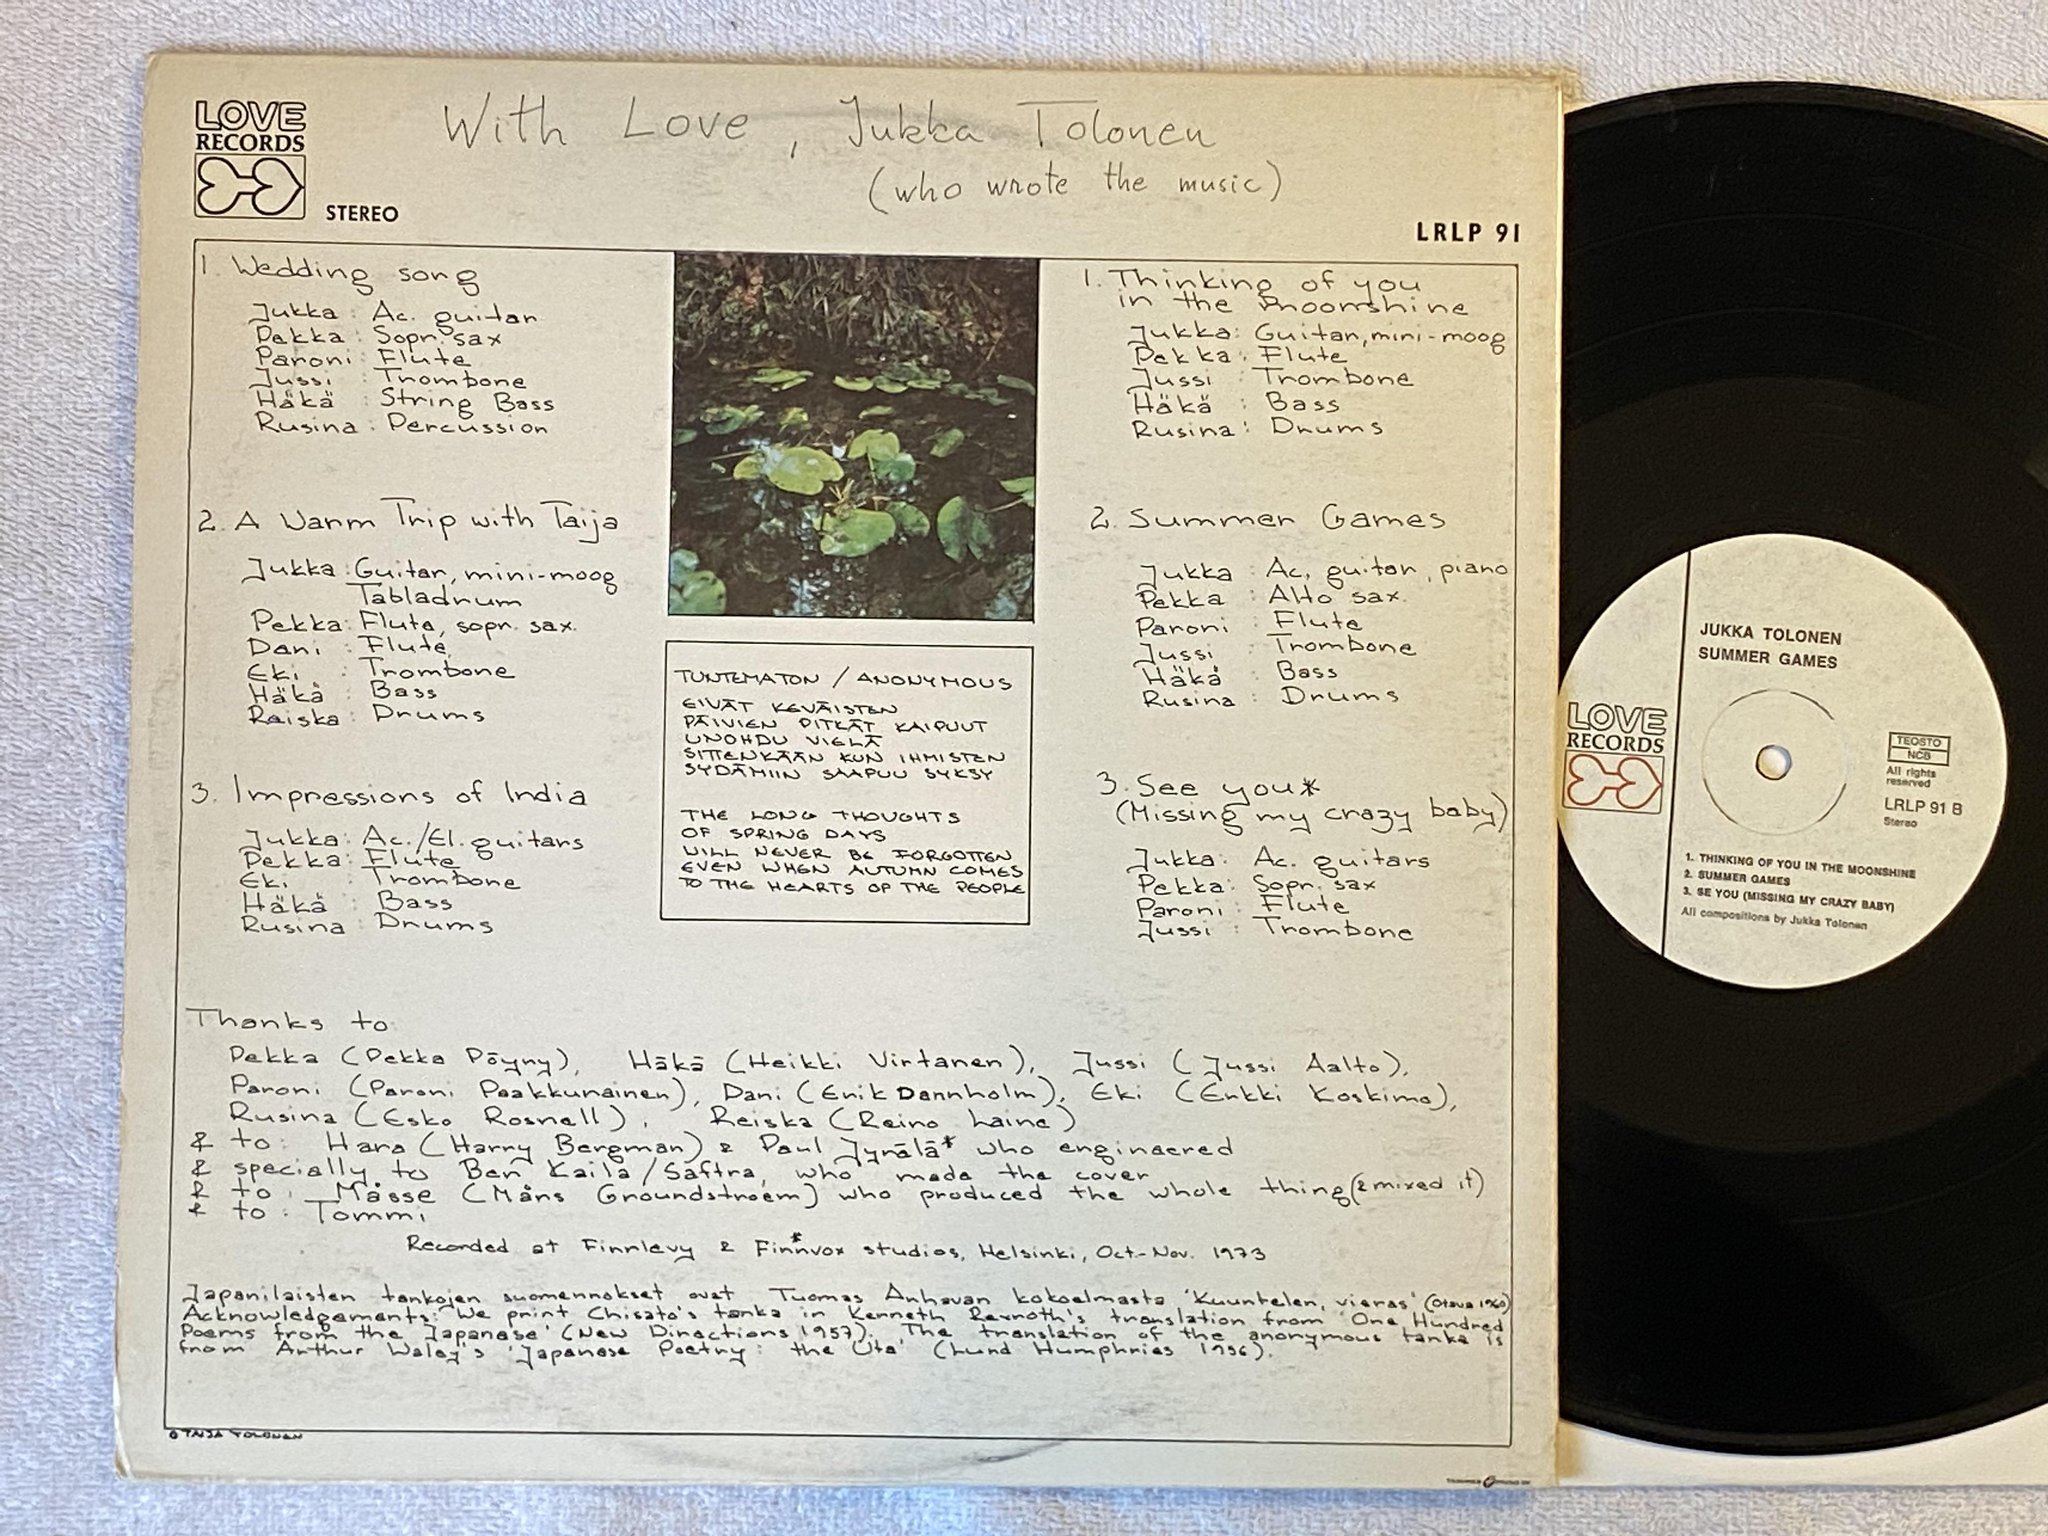 LOVE
RECORDS
STEREO
With Love, Jukka Tolonen
(who wrote the music)
LRLP 91
1. Wedding song
Jukka : Ac. guitar
Pekka : Sopr. sax
Paroni : Flute
Jussi : Trombone
Häkä : String Bass
Rusina : Percussion
2. A Warm Trip with Taija
Jukka : Guitar, mini-moog
Tabladrum
Pekka : Flute, sopr. sax.
Dani : Flute
Eki : Trombone
Häkä : Bass
Reiska : Drums
3. Impressions of India
Jukka : Ac./El. guitars
Pekka : Flute
Eki : Trombone
Häkä : Bass
Rusina : Drums
TUNTEMATON / ANONYMOUS
EIVÄT KEVÄISTEN
PÄIVIEN PITKÄT KAIPUUT
UNOHDU VIELÄ
SITTENKÄÄN KUN IHMISTEN
SYDÄMIIN SAAPUU SYKSY
THE LONG THOUGHTS
OF SPRING DAYS
WILL NEVER BE FORGOTTEN
EVEN WHEN AUTUMN COMES
TO THE HEARTS OF THE PEOPLE
1. Thinking of you
in the moonshine
Jukka : Guitar, mini-moog
Pekka : Flute
Jussi : Trombone
Häkä : Bass
Rusina : Drums
2. Summer Games
Jukka : Ac. guitar, piano
Pekka : Alto sax.
Paroni : Flute
Jussi : Trombone
Häkä : Bass
Rusina : Drums
3. See you*
(Missing my crazy baby)
Jukka : Ac. guitars
Pekka : Sopr. sax
Paroni : Flute
Jussi : Trombone
Thanks to
Pekka (Pekka Pöyry), Häkä (Heikki Virtanen), Jussi (Jussi Aalto),
Paroni (Paroni Paakkunainen), Dani (Erik Dannholm), Eki (Erkki Koskimo),
Rusina (Esko Rosnell), Reiska (Reino Laine)
& to: Hara (Harry Bergman) & Paul Jyrälä* who engineered
& specially to Ben Kaila/Saftra, who made the cover
& to: Måsse (Måns Groundstroem) who produced the whole thing (& mixed it)
& to: Tommi
Recorded at Finnlevy & Finnvox* studios, Helsinki, Oct-Nov. 1973
Japanilaisten tankojen suomennokset ovat Tuomas Anhavan kokoelmasta 'Kuuntelen, vieras' (Otava 1960)
Acknowledgements: We print Chisato's tanka in Kenneth Rexroth's translation from 'One Hundred
Poems from the Japanese' (New Directions 1957). The translation of the anonymous tanka is
from Arthur Waley's 'Japanese Poetry: the Uta' (Lund Humphries 1956).
© TAIJA TOLONEN
JUKKA TOLONEN
SUMMER GAMES
LOVE
RECORDS
TEOSTO
NCB
All rights
reserved
LRLP 91 B
Stereo
1. THINKING OF YOU IN THE MOONSHINE
2. SUMMER GAMES
3. SE YOU (MISSING MY CRAZY BABY)
All compositions by Jukka Tolonen